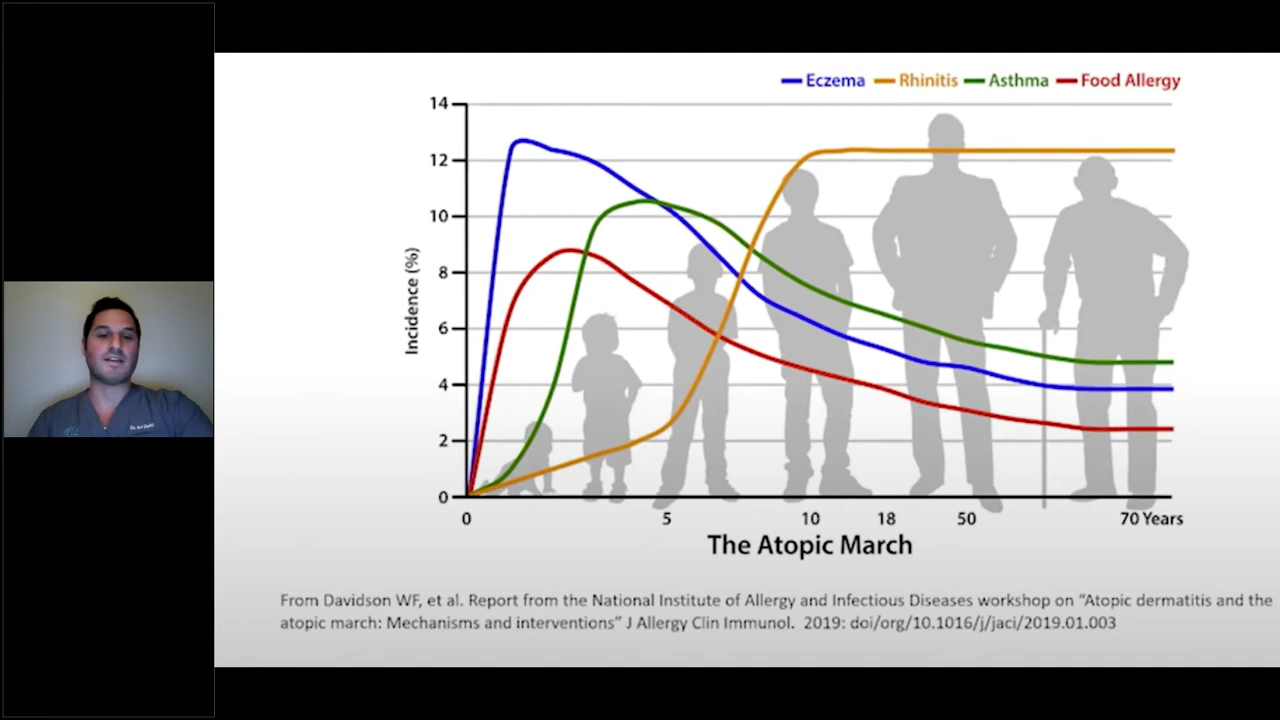 Eczema Rhinitis Asthma Food Allergy
14
12
10
8
6
4
2
0
Incidence (%)
0 5 10 18 50 70 Years
The Atopic March
From Davidson WF, et al. Report from the National Institute of Allergy and Infectious Diseases workshop on “Atopic dermatitis and the
atopic march: Mechanisms and interventions” J Allergy Clin Immunol. 2019: doi/org/10.1016/j/jaci/2019.01.003